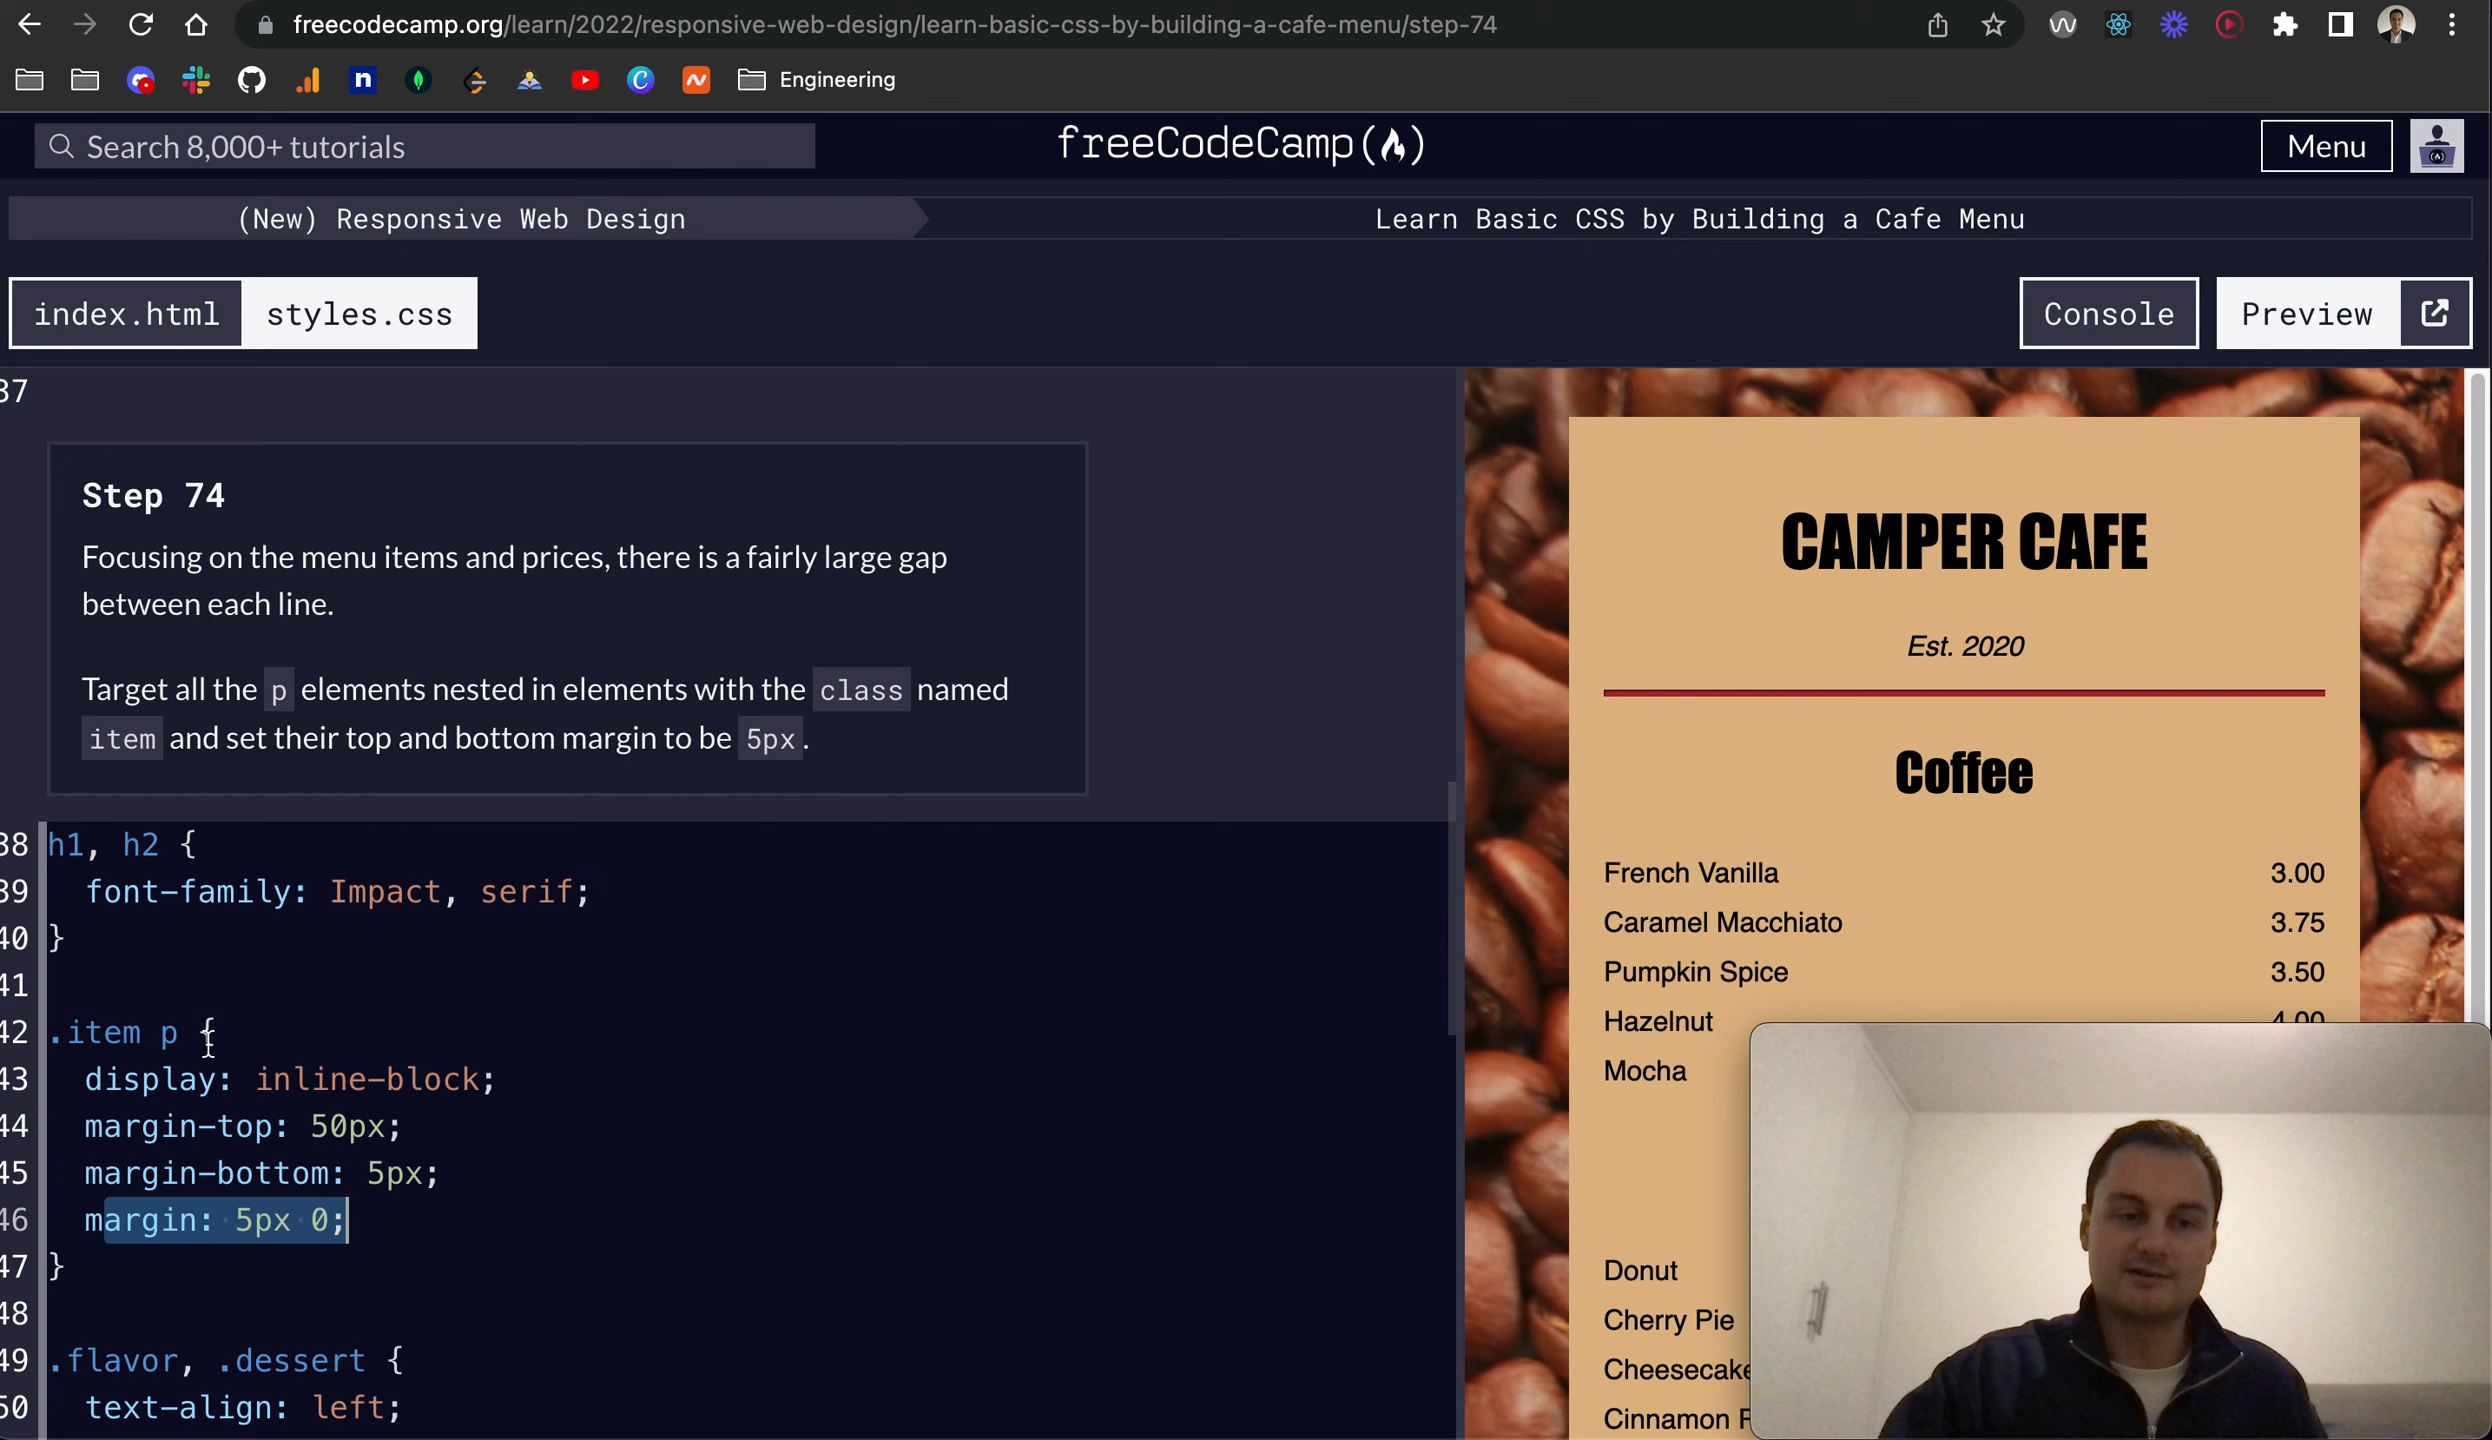 freecodecamp.org/learn/2022/responsive-web-design/learn-basic-css-by-building-a-cafe-menu/step-74
Engineering
Search 8,000+ tutorials
freeCodeCamp
Menu
(New) Responsive Web Design
Learn Basic CSS by Building a Cafe Menu
index.html
styles.css
Console
Preview
37
Step 74
Focusing on the menu items and prices, there is a fairly large gap
between each line.
Target all the p elements nested in elements with the class named
item and set their top and bottom margin to be 5px.
38 h1, h2 {
39 font-family: Impact, serif;
40 }
41
42 .item p {
43 display: inline-block;
44 margin-top: 50px;
45 margin-bottom: 5px;
46 margin: 5px 0;
47 }
48
49 .flavor, .dessert {
50 text-align: left;
CAMPER CAFE
Est. 2020
Coffee
French Vanilla 3.00
Caramel Macchiato 3.75
Pumpkin Spice 3.50
Hazelnut 4.00
Mocha
Donut
Cherry Pie
Cheesecake
Cinnamon